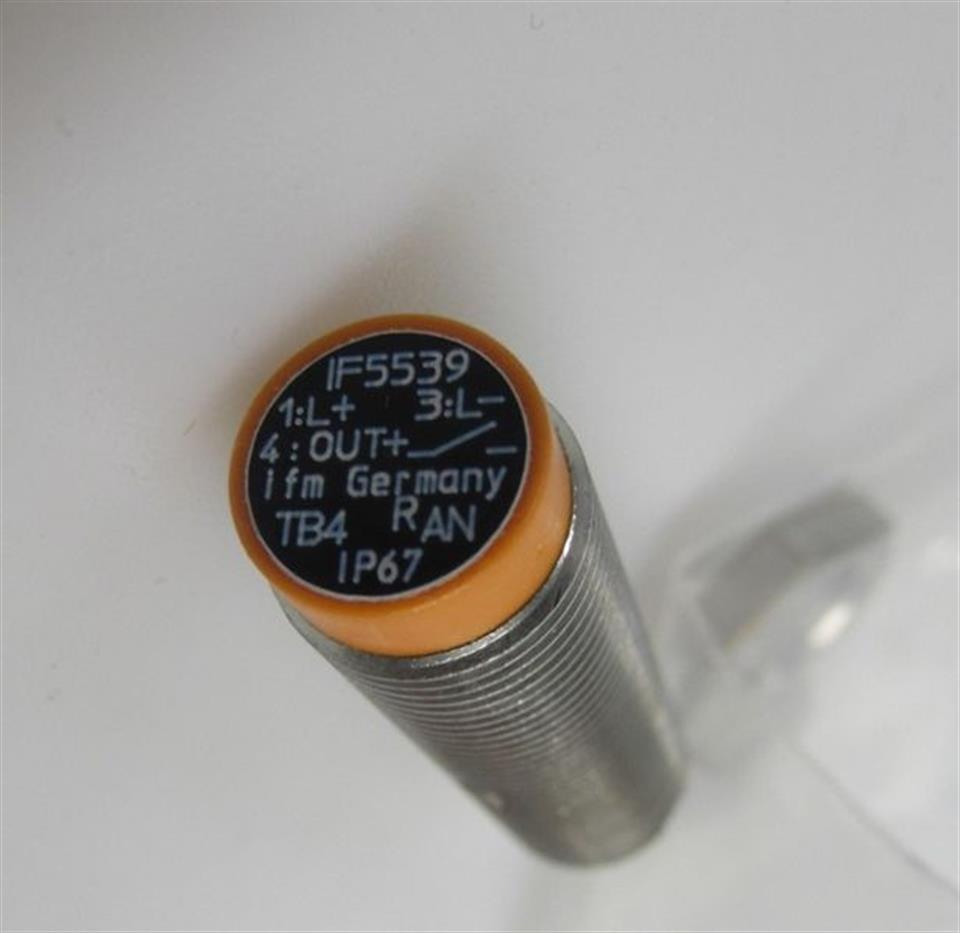 IF5539
1:L+ 3:L-
4:OUT+
ifm Germany
TB4 RAN
IP67